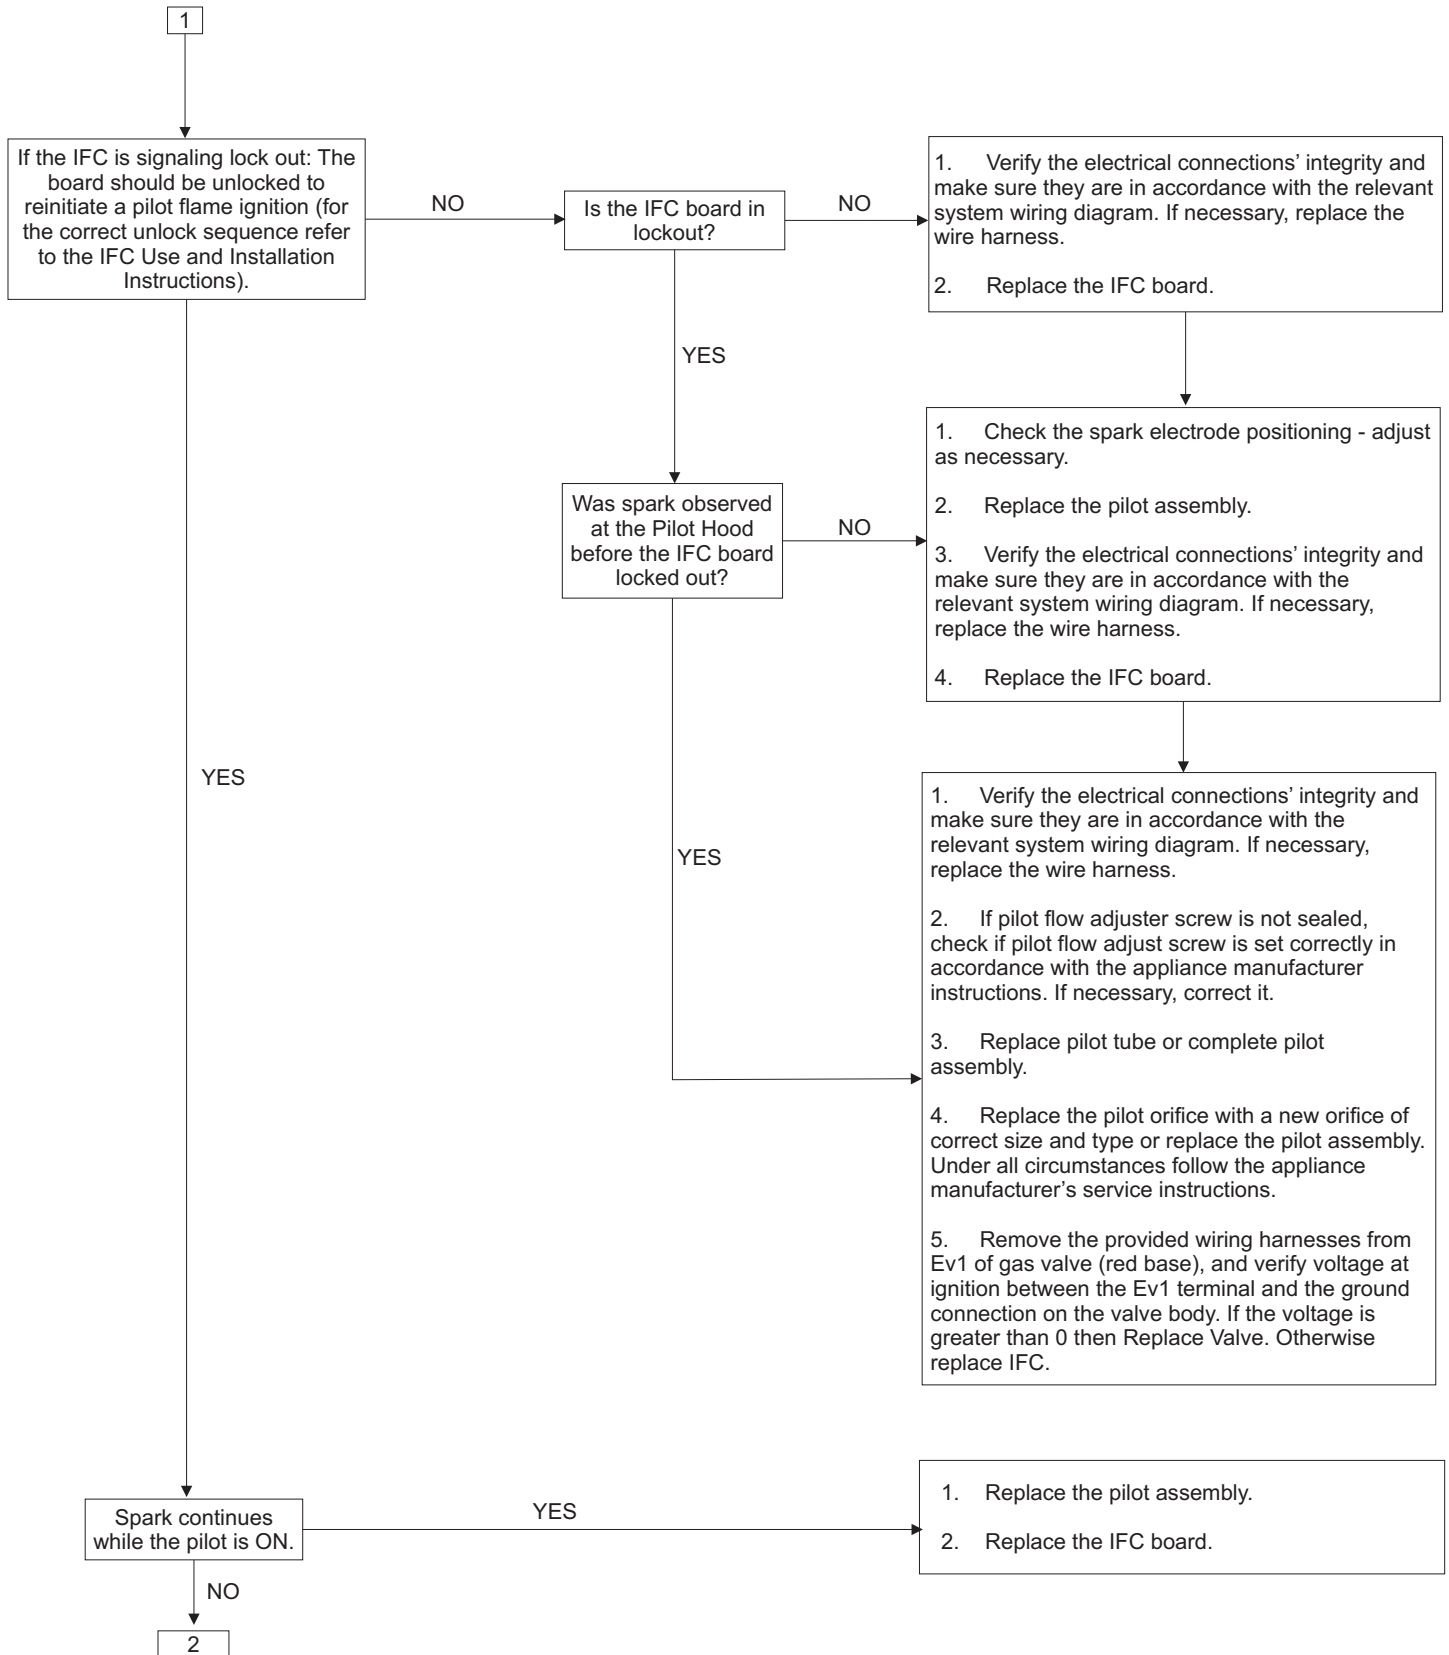 1
If the IFC is signaling lock out: The
board should be unlocked to
reinitiate a pilot flame ignition (for
the correct unlock sequence refer
to the IFC Use and Installation
Instructions).
NO
Is the IFC board in
lockout?
NO
1. Verify the electrical connections’ integrity and
make sure they are in accordance with the relevant
system wiring diagram. If necessary, replace the
wire harness.
2. Replace the IFC board.
YES
Was spark observed
at the Pilot Hood
before the IFC board
locked out?
NO
1. Check the spark electrode positioning - adjust
as necessary.
2. Replace the pilot assembly.
3. Verify the electrical connections’ integrity and
make sure they are in accordance with the
relevant system wiring diagram. If necessary,
replace the wire harness.
4. Replace the IFC board.
YES
YES
1. Verify the electrical connections’ integrity and
make sure they are in accordance with the
relevant system wiring diagram. If necessary,
replace the wire harness.
2. If pilot flow adjuster screw is not sealed,
check if pilot flow adjust screw is set correctly in
accordance with the appliance manufacturer
instructions. If necessary, correct it.
3. Replace pilot tube or complete pilot
assembly.
4. Replace the pilot orifice with a new orifice of
correct size and type or replace the pilot assembly.
Under all circumstances follow the appliance
manufacturer’s service instructions.
5. Remove the provided wiring harnesses from
Ev1 of gas valve (red base), and verify voltage at
ignition between the Ev1 terminal and the ground
connection on the valve body. If the voltage is
greater than 0 then Replace Valve. Otherwise
replace IFC.
Spark continues
while the pilot is ON.
YES
1. Replace the pilot assembly.
2. Replace the IFC board.
NO
2